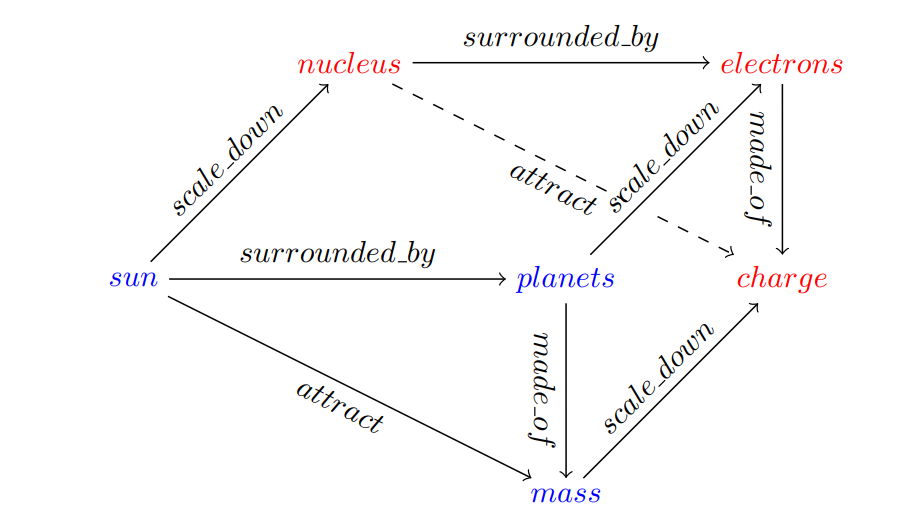 surrounded_by
nucleus
electrons
scale_down
attract
scale_down
made_of
surrounded_by
sun
planets
charge
attract
made_of
scale_down
mass